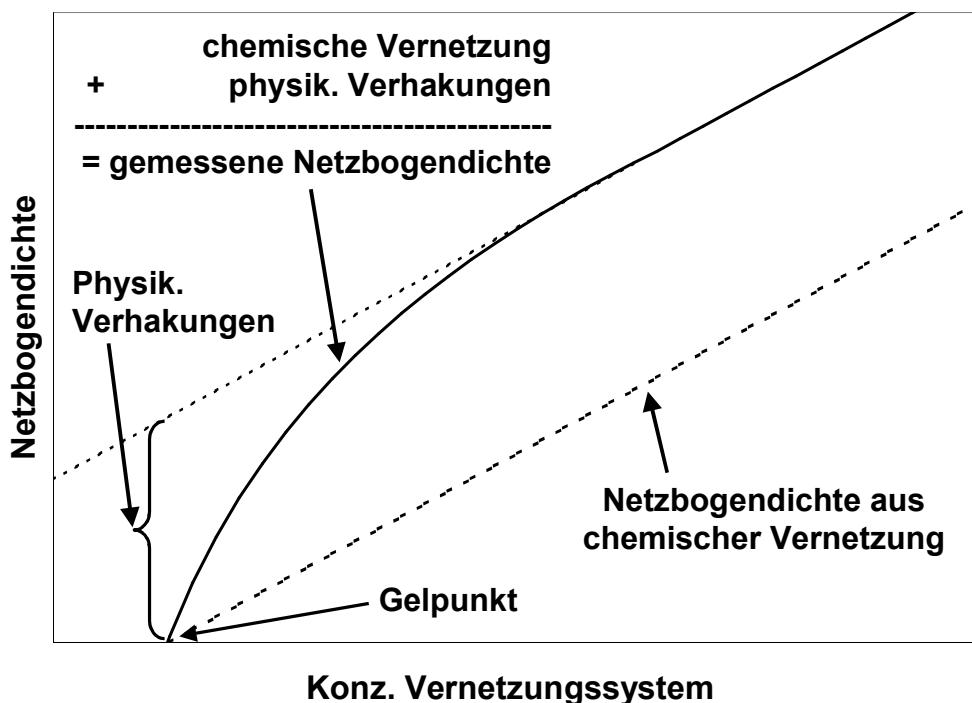 chemische Vernetzung
+ physik. Verhakungen
---------------------------------------------
= gemessene Netzbogendichte
Physik.
Verhakungen
Netzbogendichte
Netzbogendichte aus
chemischer Vernetzung
Gelpunkt
Konz. Vernetzungssystem